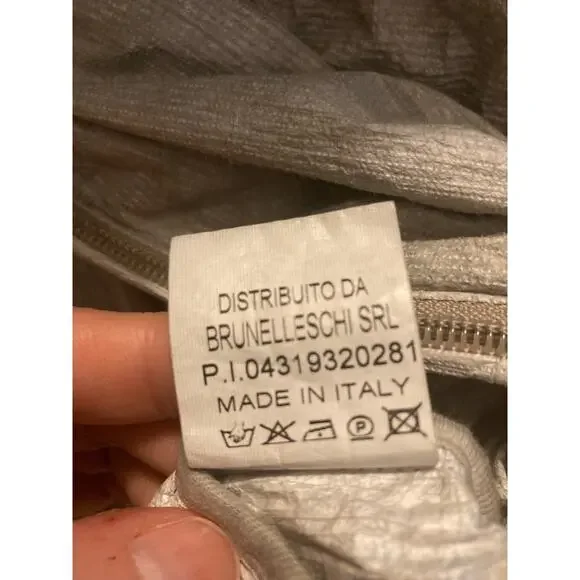 DISTRIBUITO DA
BRUNELLESCHI SRL
P.I.04319320281
MADE IN ITALY
P